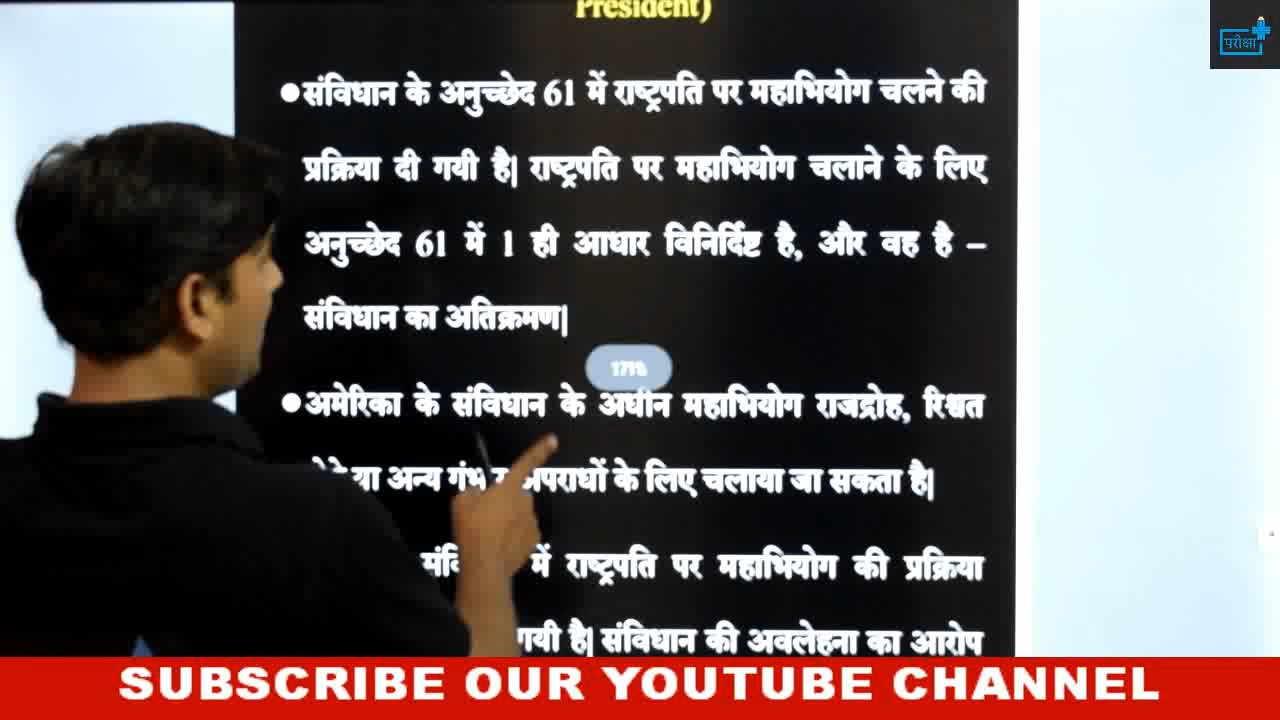 President)
परीक्षा
●संविधान के अनुच्छेद 61 में राष्ट्रपति पर महाभियोग चलने की
प्रक्रिया दी गयी है| राष्ट्रपति पर महाभियोग चलाने के लिए
अनुच्छेद 61 में 1 ही आधार विनिर्दिष्ट है, और वह है –
संविधान का अतिक्रमण|
●अमेरिका के संविधान के अधीन महाभियोग राजद्रोह, रिश्वत
या अन्य अपराधों के लिए चलाया जा सकता है|
में राष्ट्रपति पर महाभियोग की प्रक्रिया
गयी है| संविधान की अवलेहना का आरोप
SUBSCRIBE OUR YOUTUBE CHANNEL